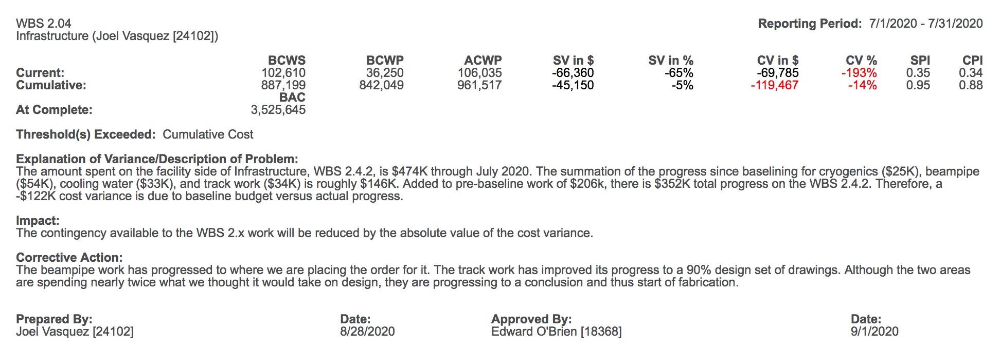 WBS 2.04
Reporting Period: 7/1/2020 - 7/31/2020
Infrastructure (Joel Vasquez [24102])
BCWS BCWP ACWP SV in $ SV in % CV in $ CV % SPI CPI
Current: 102,610 36,250 106,035 -66,360 -65% -69,785 -193% 0.35 0.34
Cumulative: 887,199 842,049 961,517 -45,150 -5% -119,467 -14% 0.95 0.88
BAC
At Complete: 3,525,645
Threshold(s) Exceeded: Cumulative Cost
Explanation of Variance/Description of Problem:
The amount spent on the facility side of Infrastructure, WBS 2.4.2, is $474K through July 2020. The summation of the progress since baselining for cryogenics ($25K), beampipe
($54K), cooling water ($33K), and track work ($34K) is roughly $146K. Added to pre-baseline work of $206k, there is $352K total progress on the WBS 2.4.2. Therefore, a
-$122K cost variance is due to baseline budget versus actual progress.
Impact:
The contingency available to the WBS 2.x work will be reduced by the absolute value of the cost variance.
Corrective Action:
The beampipe work has progressed to where we are placing the order for it. The track work has improved its progress to a 90% design set of drawings. Although the two areas
are spending nearly twice what we thought it would take on design, they are progressing to a conclusion and thus start of fabrication.
Prepared By: Date: Approved By: Date:
Joel Vasquez [24102] 8/28/2020 Edward O'Brien [18368] 9/1/2020